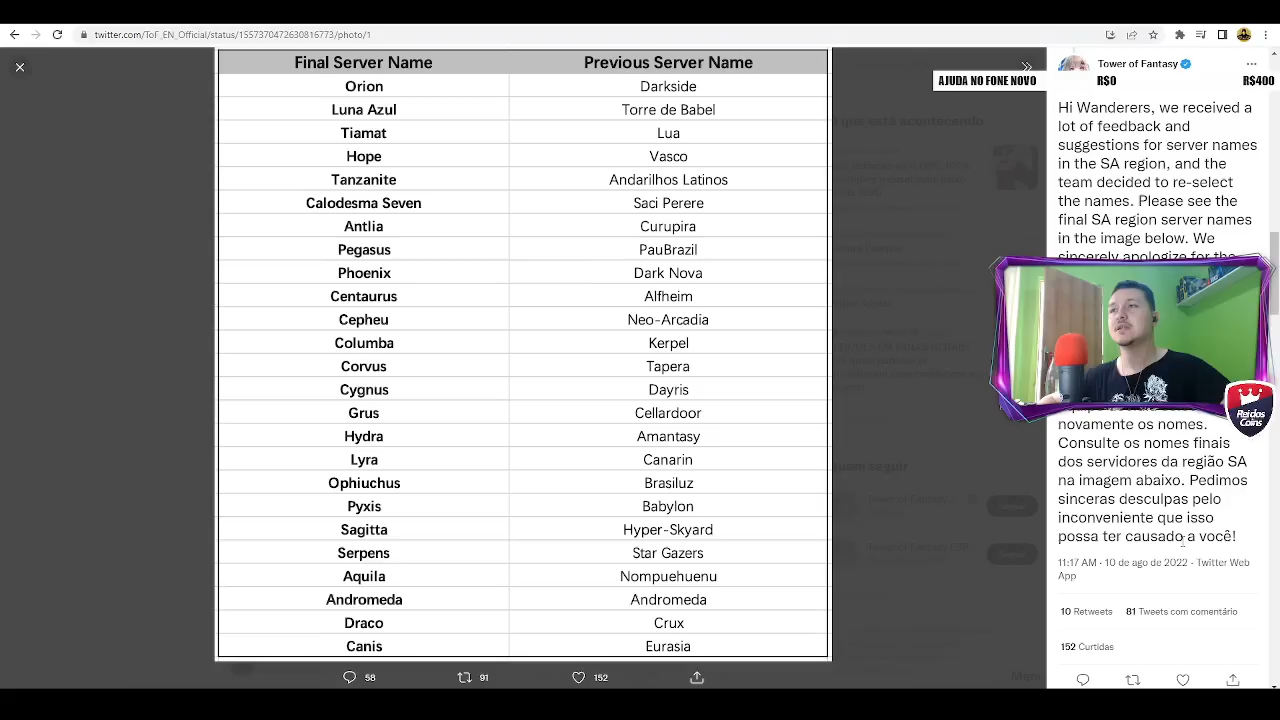 twitter.com/ToF_EN_Official/status/1557370472630816773/photo/1
Final Server Name Previous Server Name
Orion Darkside
Luna Azul Torre de Babel
Tiamat Lua
Hope Vasco
Tanzanite Andarilhos Latinos
Calodesma Seven Saci Perere
Antlia Curupira
Pegasus PauBrazil
Phoenix Dark Nova
Centaurus Alfheim
Cepheu Neo-Arcadia
Columba Kerpel
Corvus Tapera
Cygnus Dayris
Grus Cellardoor
Hydra Amantasy
Lyra Canarin
Ophiuchus Brasiluz
Pyxis Babylon
Sagitta Hyper-Skyard
Serpens Star Gazers
Aquila Nompuehuenu
Andromeda Andromeda
Draco Crux
Canis Eurasia
58 91 152
Tower of Fantasy
AJUDA NO FONE NOVO R$0 R$400
Hi Wanderers, we received a
lot of feedback and
suggestions for server names
in the SA region, and the
team decided to re-select
the names. Please see the
final SA region server names
in the image below. We
sincerely apologize for the
Reidos
Coins
novamente os nomes.
Consulte os nomes finais
dos servidores da região SA
na imagem abaixo. Pedimos
sinceras desculpas pelo
inconveniente que isso
possa ter causado a você!
11:17 AM · 10 de ago de 2022 · Twitter Web
App
10 Retweets 81 Tweets com comentário
152 Curtidas